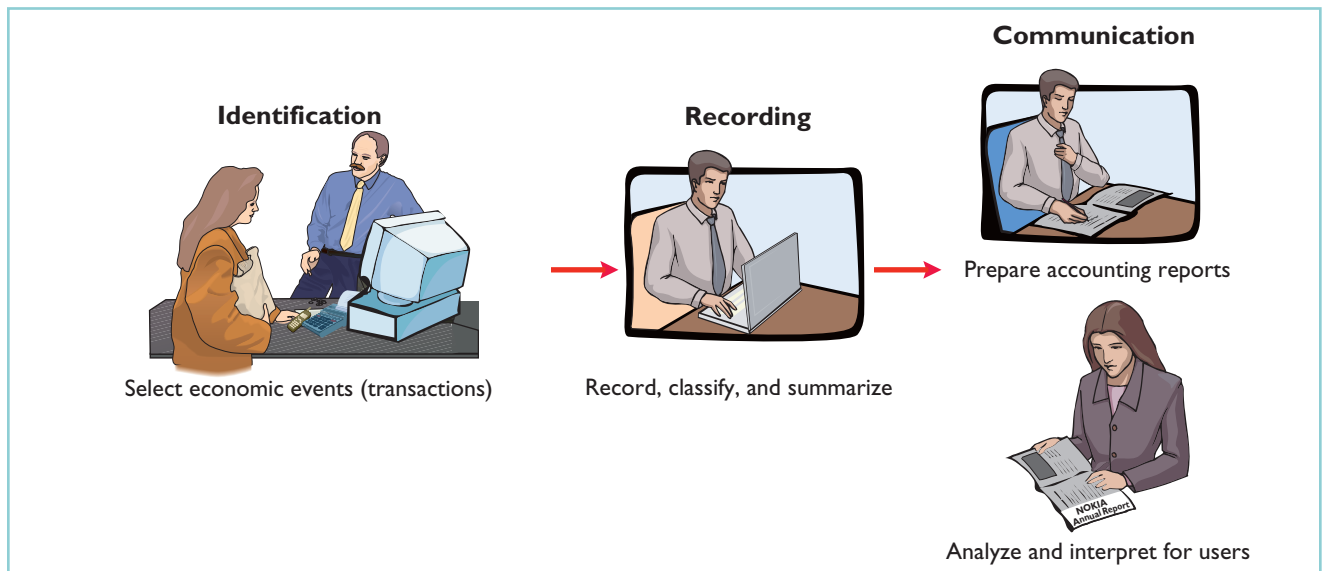 Identification
Select economic events (transactions)
Recording
Record, classify, and summarize
Communication
Prepare accounting reports
NOKIA
Annual Report
Analyze and interpret for users